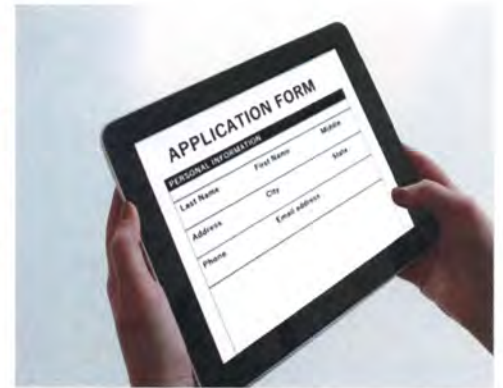 APPLICATION FORM
PERSONAL INFORMATION
Last Name First Name Middle
Address City State
Phone Email address